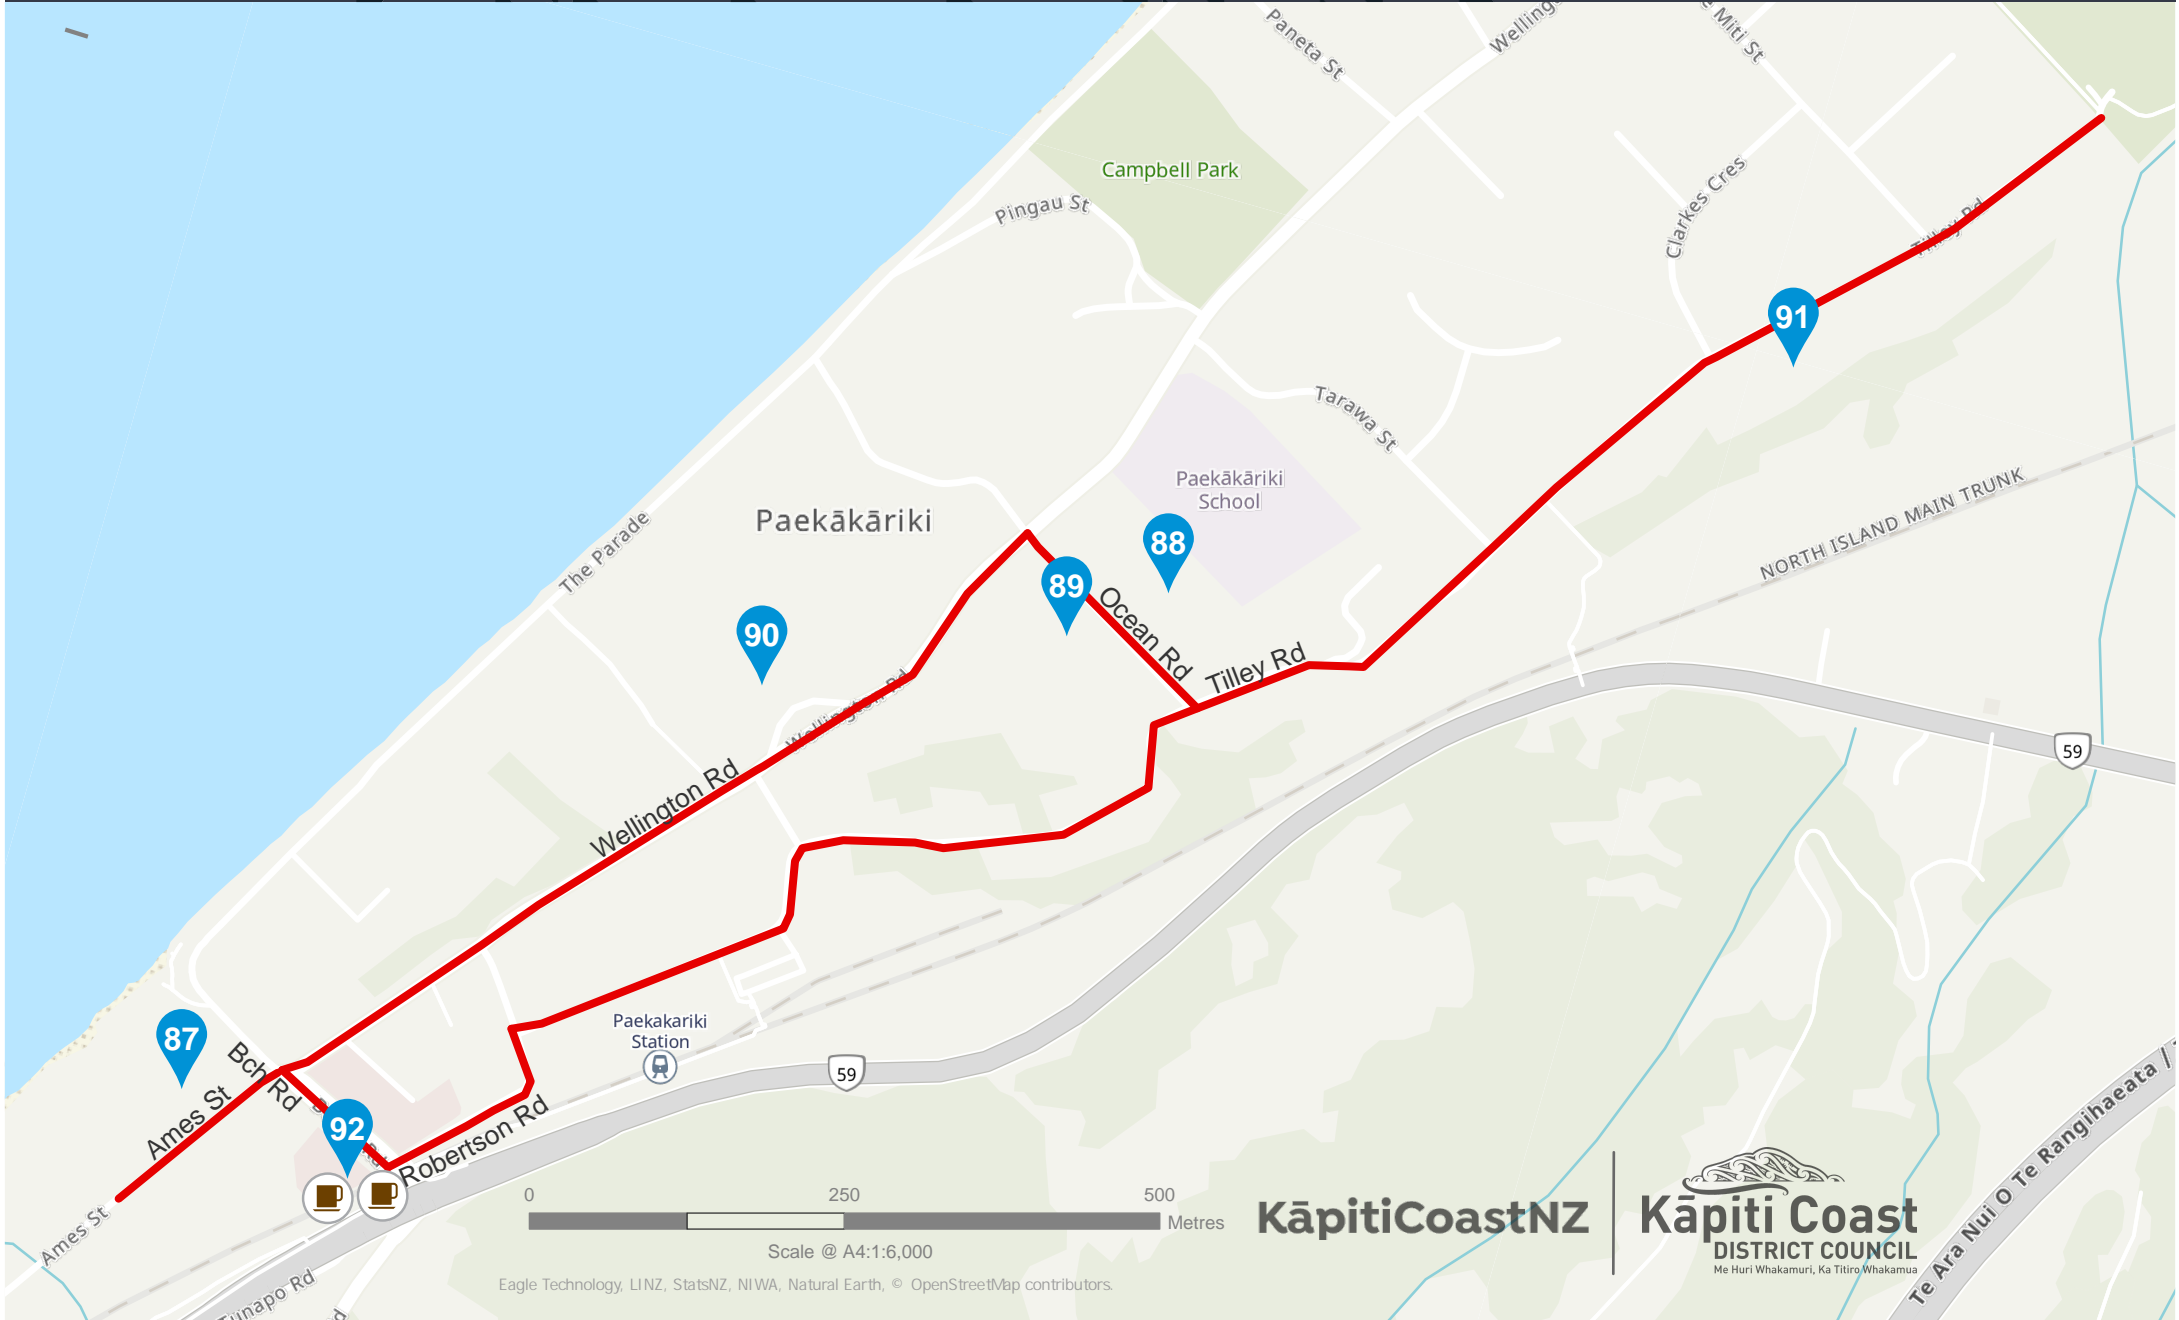 Paneta St
Welling
e Miti St
Campbell Park
Pingau St
Clarkes Cres
Tilley Rd
91
Tarawa St
Paekākāriki
School
Paekākāriki
The Parade
88
89
90
Ocean Rd
Tilley Rd
NORTH ISLAND MAIN TRUNK
Wellington Rd
Wellington Rd
59
Paekakariki
Station
59
87
Bch Rd
Ames St
92
Rd
Robertson Rd
Ames St
Tunapo Rd
0 250 500
Metres
Scale @ A4:1:6,000
Eagle Technology, LINZ, StatsNZ, NIWA, Natural Earth, © OpenStreetMap contributors.
KāpitiCoastNZ
Kāpiti Coast
DISTRICT COUNCIL
Me Huri Whakamuri, Ka Titiro Whakamua
Te Ara Nui O Te Rangihaeata /